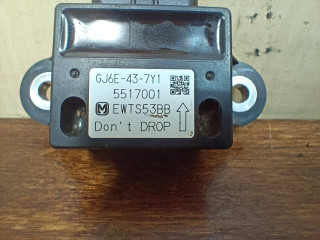 GJ6E-43-7Y1
5517001
M EWTS53BB
Don't DROP